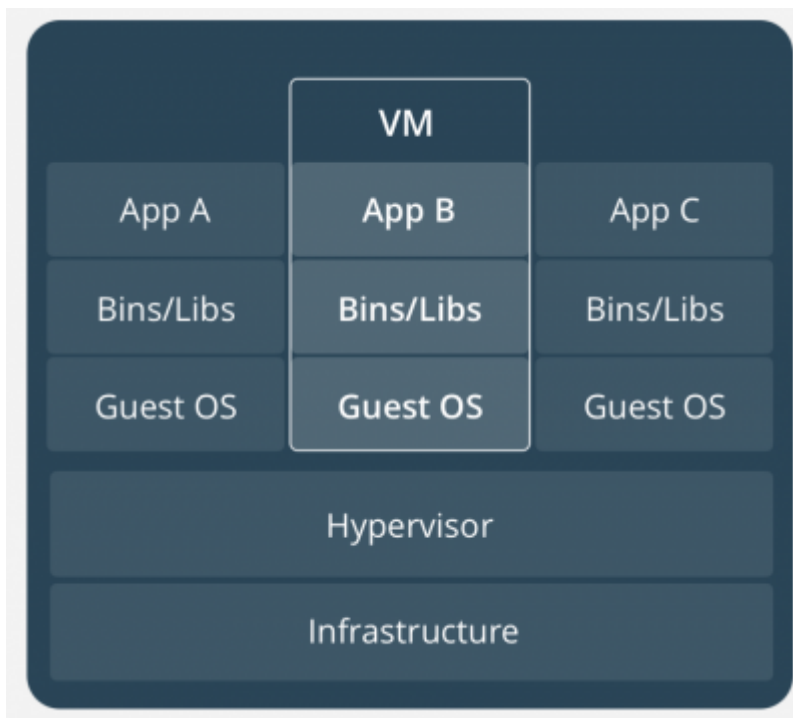 VM
App A
App B
App C
Bins/Libs
Bins/Libs
Bins/Libs
Guest OS
Guest OS
Guest OS
Hypervisor
Infrastructure